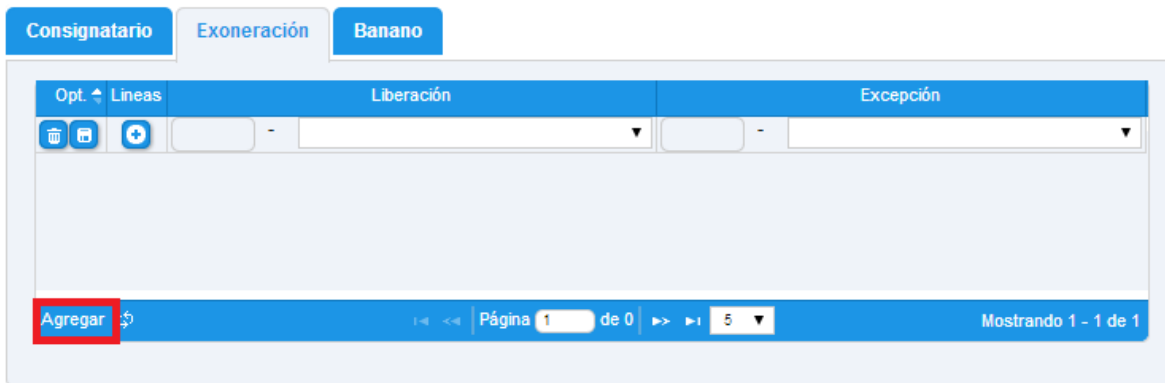 Consignatario Exoneración Banano
Opt. Lineas Liberación Excepción
- -
Agregar Página 1 de 0 5 Mostrando 1 - 1 de 1